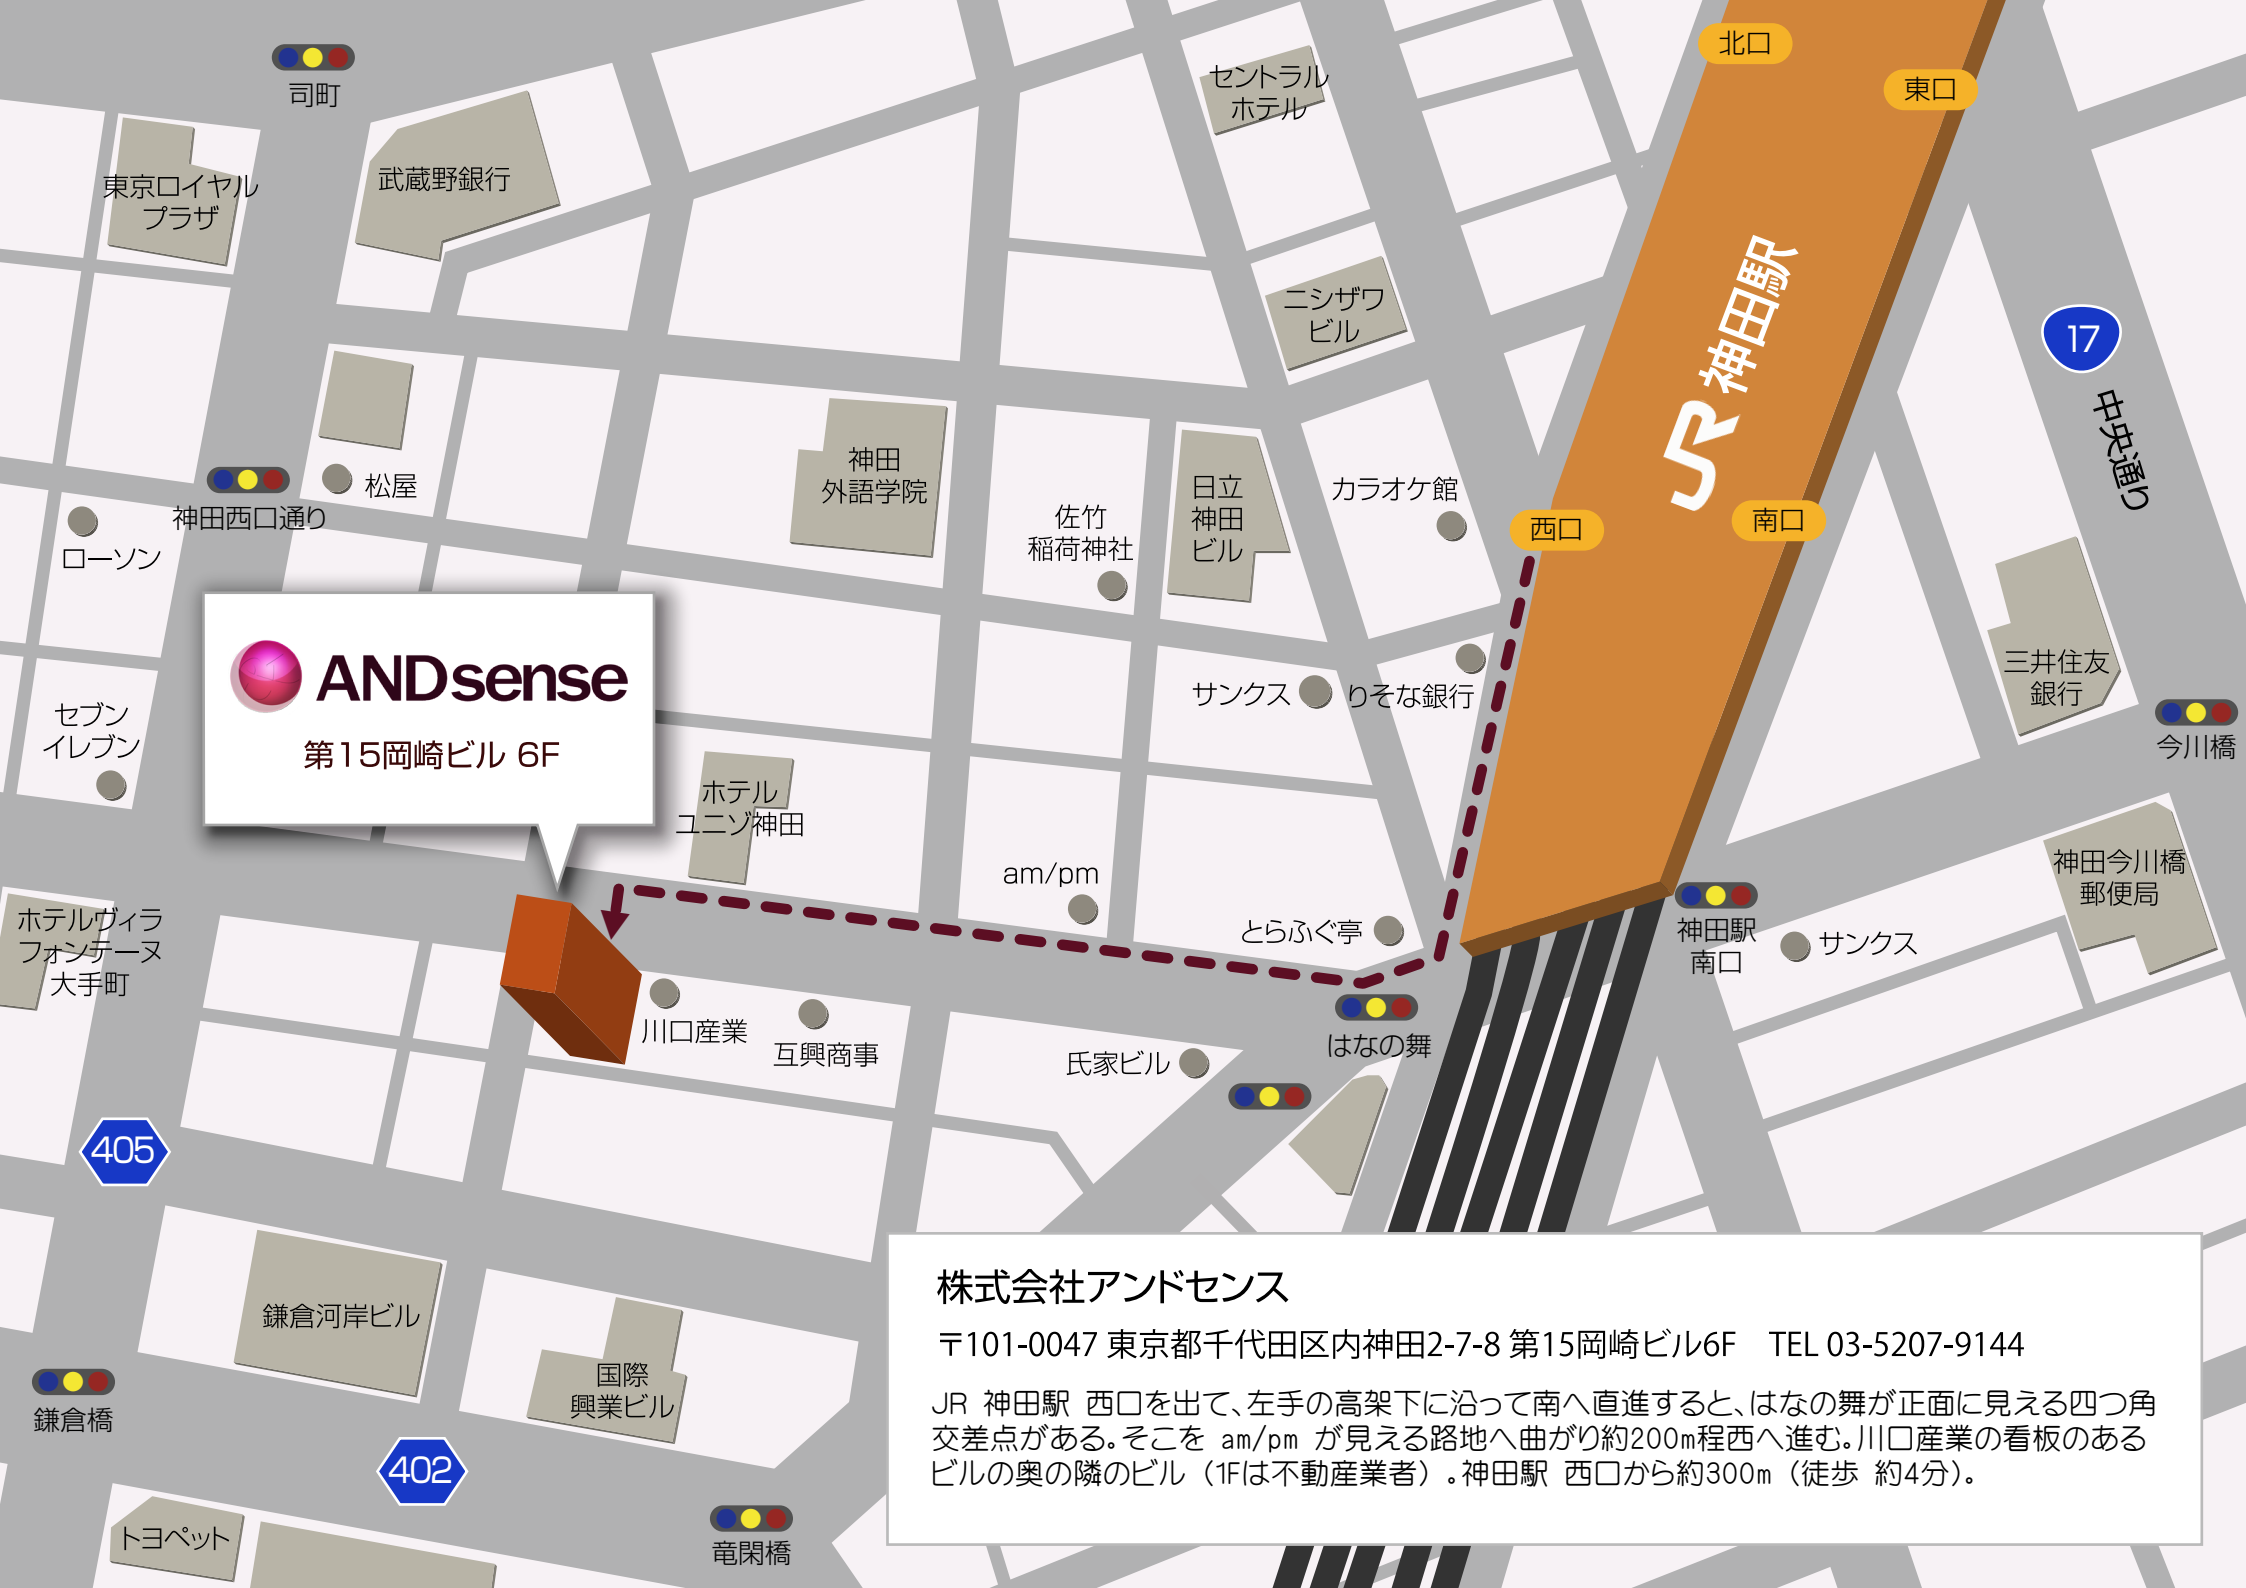 北口
司町
セントラル
ホテル
東口
武蔵野銀行
東京ロイヤル
プラザ
JR 神田駅
ニシザワ
ビル
17
中央通り
神田
外語学院
松屋
神田西口通り
カラオケ館
日立
神田
ビル
佐竹
稲荷神社
西口
南口
ローソン
ANDsense
第15岡崎ビル 6F
サンクス
りそな銀行
三井住友
銀行
今川橋
セブン
イレブン
ホテル
ユニゾ神田
am/pm
とらふぐ亭
神田今川橋
郵便局
神田駅
南口
サンクス
ホテルヴィラ
フォンテーヌ
大手町
川口産業
互興商事
氏家ビル
はなの舞
405
鎌倉河岸ビル
国際
興業ビル
鎌倉橋
402
トヨペット
竜閑橋
株式会社アンドセンス
〒101-0047 東京都千代田区内神田2-7-8 第15岡崎ビル6F　TEL 03-5207-9144
JR 神田駅 西口を出て、左手の高架下に沿って南へ直進すると、はなの舞が正面に見える四つ角
交差点がある。そこを am/pm が見える路地へ曲がり約200m程西へ進む。川口産業の看板のある
ビルの奥の隣のビル（1Fは不動産業者）。神田駅 西口から約300m（徒歩 約4分）。